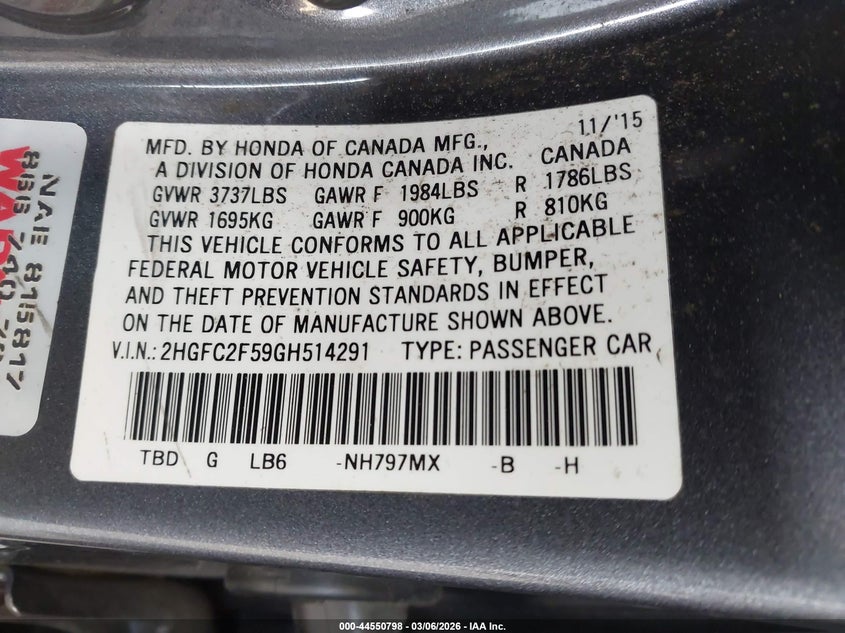 MFD. BY HONDA OF CANADA MFG., 11/'15
A DIVISION OF HONDA CANADA INC. CANADA
GVWR 3737LBS GAWR F 1984LBS R 1786LBS
GVWR 1695KG GAWR F 900KG R 810KG
THIS VEHICLE CONFORMS TO ALL APPLICABLE
FEDERAL MOTOR VEHICLE SAFETY, BUMPER,
AND THEFT PREVENTION STANDARDS IN EFFECT
ON THE DATE OF MANUFACTURE SHOWN ABOVE.
V.I.N.: 2HGFC2F59GH514291 TYPE: PASSENGER CAR
TBD G LB6 -NH797MX -B -H
NAE 815817
000-44550798 - 03/06/2026 - IAA Inc.